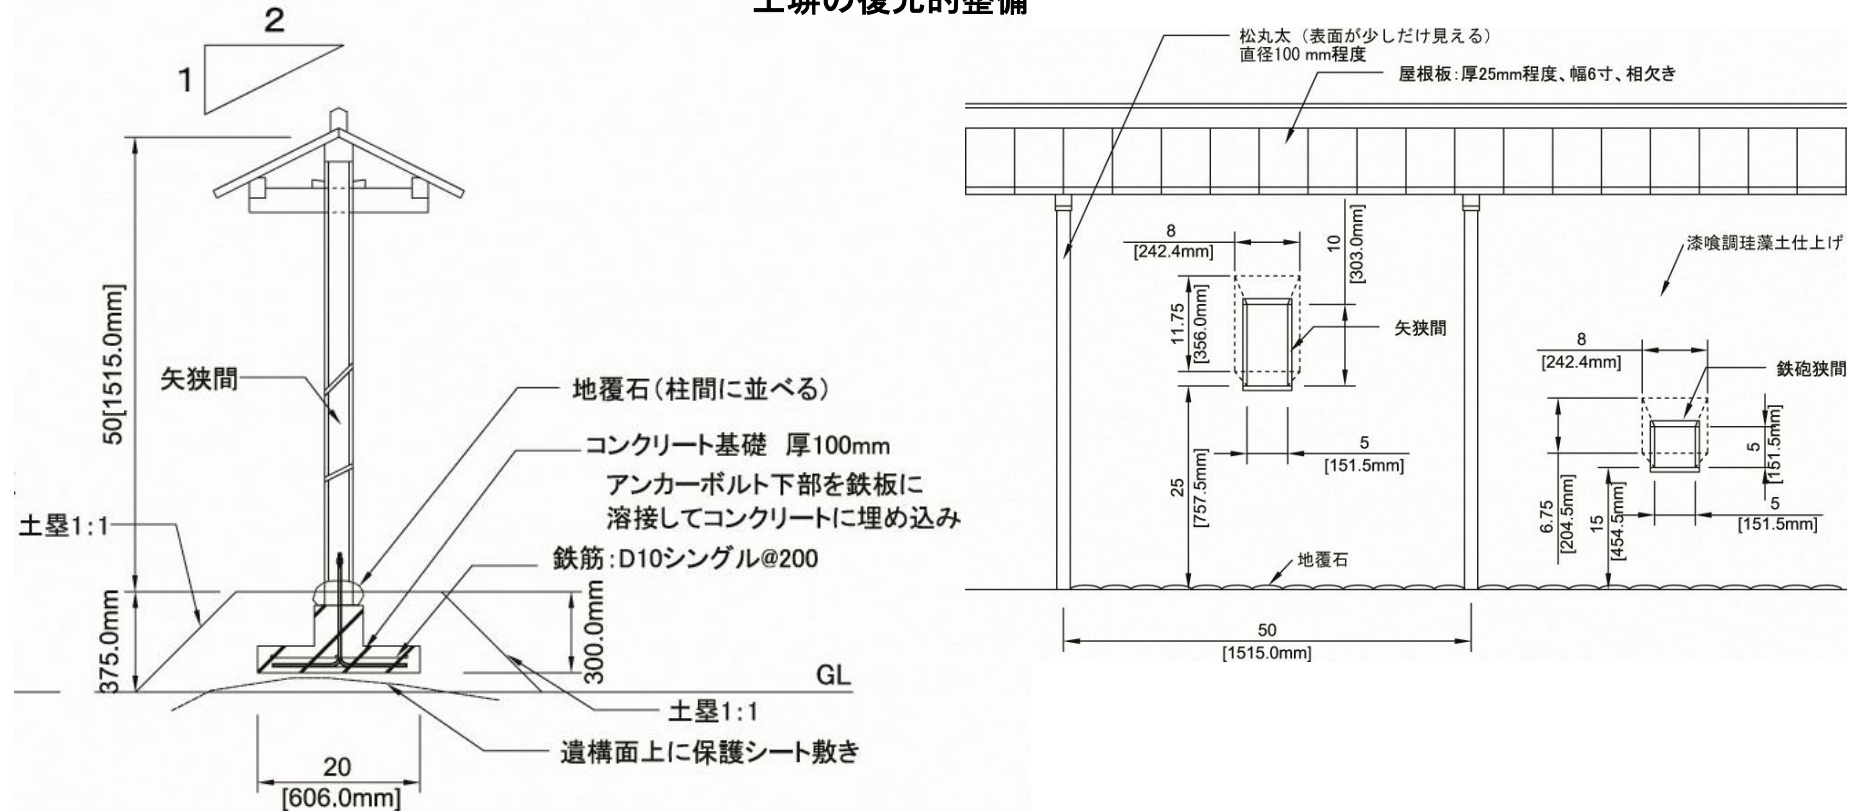 土塀の復元的整備
2
1
50[1515.0mm]
矢狭間
地覆石(柱間に並べる)
コンクリート基礎 厚100mm
アンカーボルト下部を鉄板に
溶接してコンクリートに埋め込み
土塁1:1
鉄筋:D10シングル@200
375.0mm
300.0mm
GL
土塁1:1
遺構面上に保護シート敷き
20
[606.0mm]
松丸太(表面が少しだけ見える)
直径100 mm程度
屋根板:厚25mm程度、幅6寸、相欠き
8
[242.4mm]
10
[303.0mm]
漆喰調珪藻土仕上げ
11.75
[356.0mm]
矢狭間
8
[242.4mm]
鉄砲狭間
5
[151.5mm]
25
[757.5mm]
5
[151.5mm]
5
[151.5mm]
6.75
[204.5mm]
15
[454.5mm]
地覆石
50
[1515.0mm]